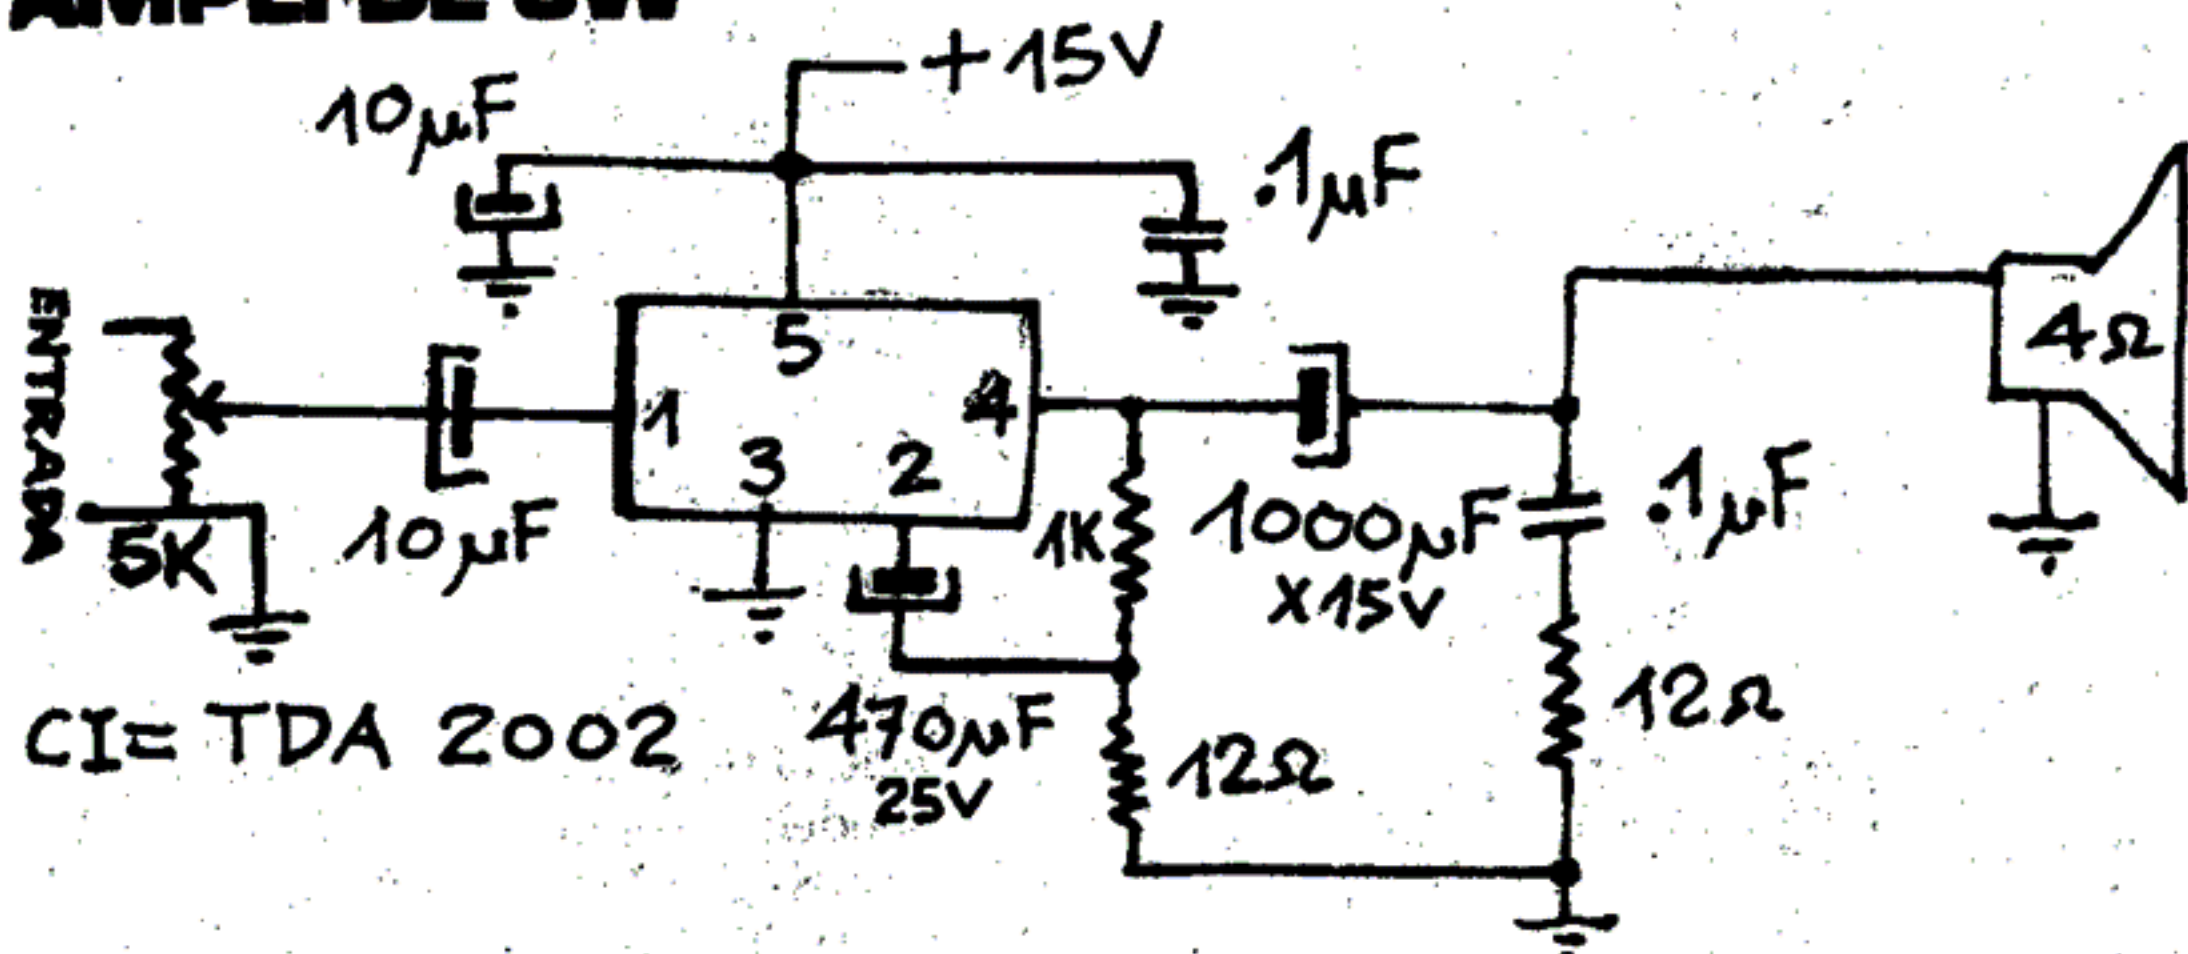 +15V
10µF
.1µF
ENTRADA
5
4Ω
1
4
3
2
10µF
5K
1K
1000µF
X15V
.1µF
CI= TDA 2002
470µF
25V
12Ω
12Ω